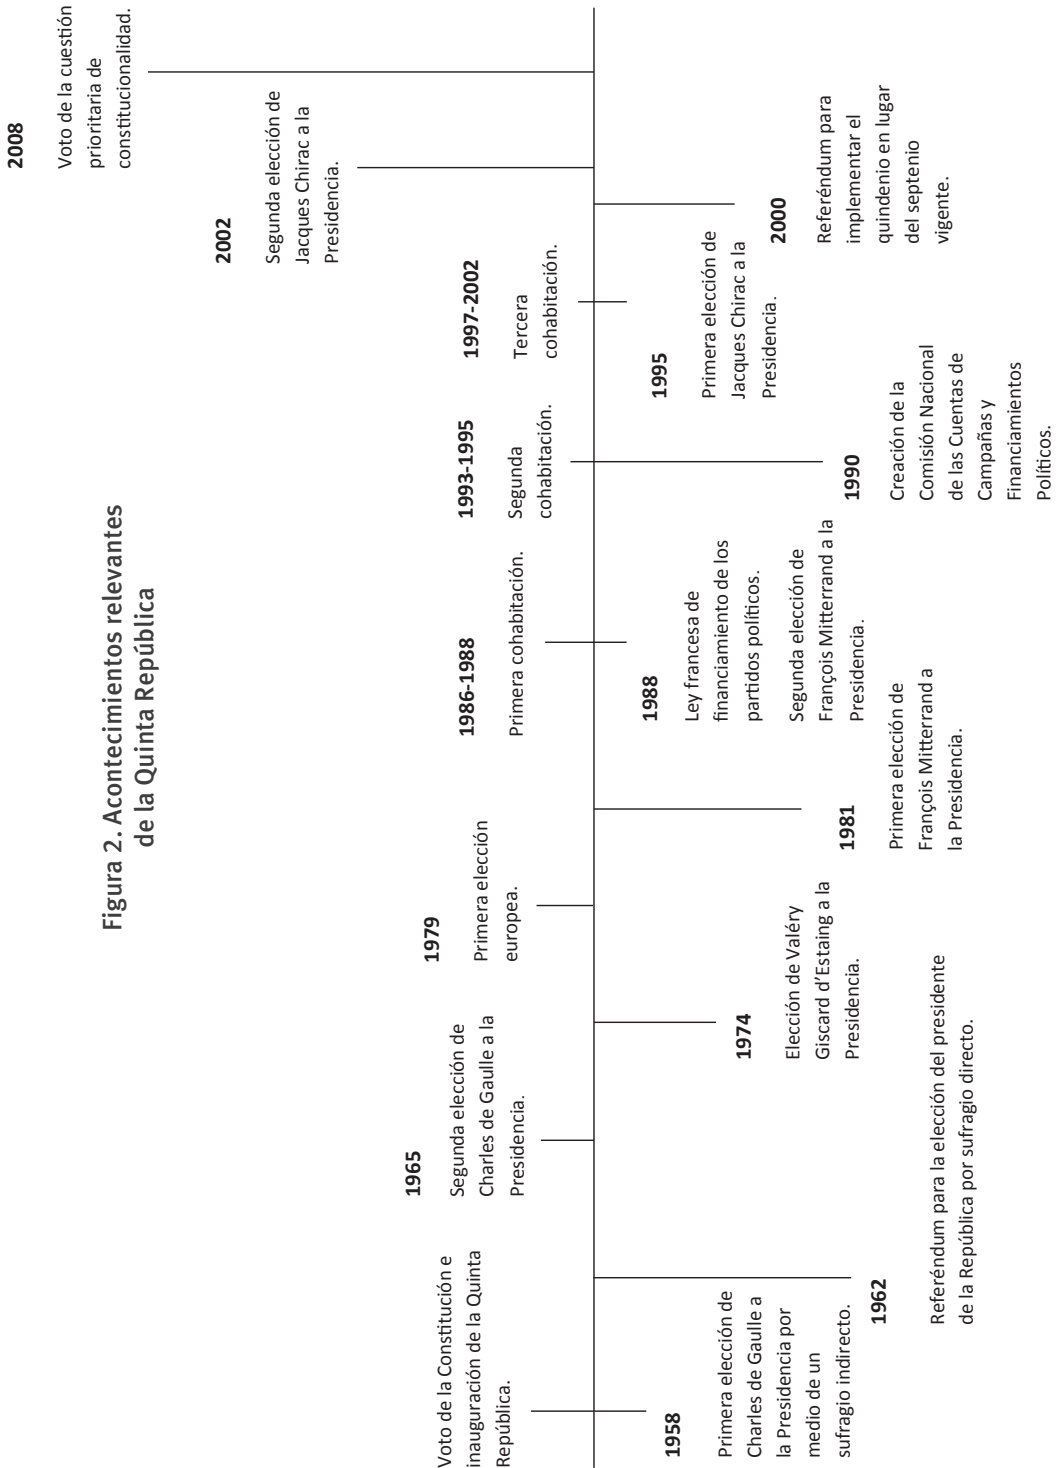 Figura 2. Acontecimientos relevantes
de la Quinta República
Voto de la Constitución e
inauguración de la Quinta
República.
1958
Primera elección de
Charles de Gaulle a
la Presidencia por
medio de un
sufragio indirecto.
1962
Referéndum para la elección del presidente
de la República por sufragio directo.
1965
Segunda elección de
Charles de Gaulle a la
Presidencia.
1974
Elección de Valéry
Giscard d’Estaing a la
Presidencia.
1979
Primera elección
europea.
1981
Primera elección de
François Mitterrand a
la Presidencia.
1986-1988
Primera cohabitación.
1988
Ley francesa de
financiamiento de los
partidos políticos.
Segunda elección de
François Mitterrand a la
Presidencia.
1990
Creación de la
Comisión Nacional
de las Cuentas de
Campañas y
Financiamientos
Políticos.
1993-1995
Segunda
cohabitación.
1995
Primera elección de
Jacques Chirac a la
Presidencia.
1997-2002
Tercera
cohabitación.
2000
Referéndum para
implementar el
quindenio en lugar
del septenio
vigente.
2002
Segunda elección de
Jacques Chirac a la
Presidencia.
2008
Voto de la cuestión
prioritaria de
constitucionalidad.